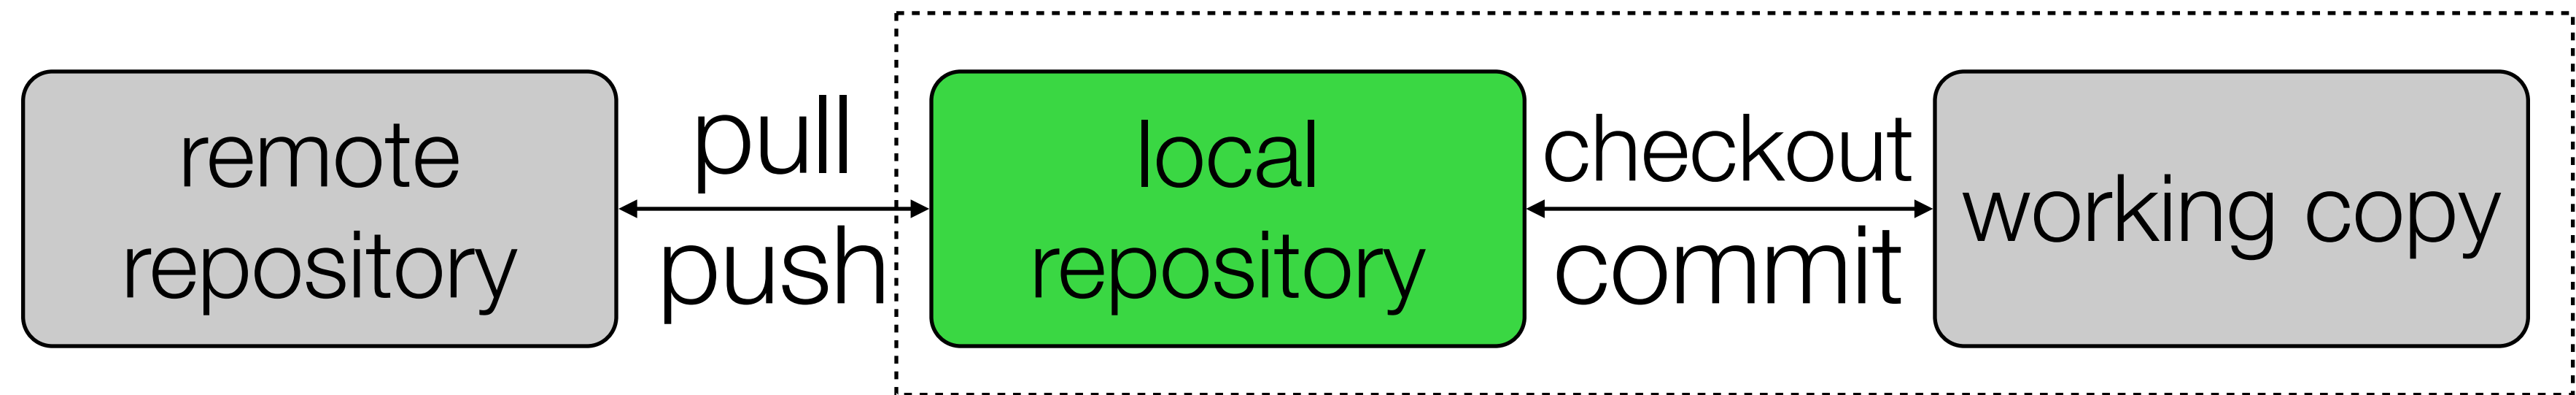 remote
repository
pull
push
local
repository
checkout
commit
working copy